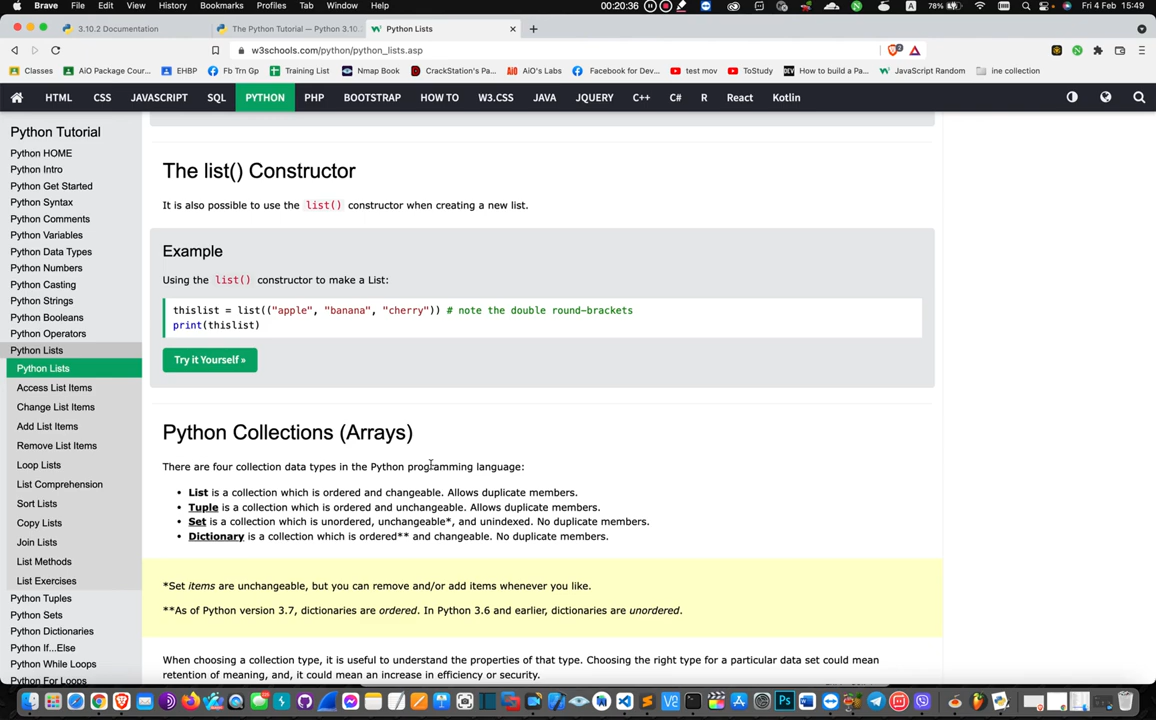 Brave File Edit View History Bookmarks Profiles Tab Window Help 00:20:36 A 78% Fri 4 Feb 15:49
3.10.2 Documentation The Python Tutorial — Python 3.10. Python Lists
w3schools.com/python/python_lists.asp
Classes AiO Package Cour... EHBP Fb Trn Gp Training List Nmap Book CrackStation's Pa... AiO's Labs Facebook for Dev... test mov ToStudy How to build a Pa... JavaScript Random ine collection
HTML CSS JAVASCRIPT SQL PYTHON PHP BOOTSTRAP HOW TO W3.CSS JAVA JQUERY C++ C# R React Kotlin
Python Tutorial
Python HOME
Python Intro
Python Get Started
Python Syntax
Python Comments
Python Variables
Python Data Types
Python Numbers
Python Casting
Python Strings
Python Booleans
Python Operators
Python Lists
Python Lists
Access List Items
Change List Items
Add List Items
Remove List Items
Loop Lists
List Comprehension
Sort Lists
Copy Lists
Join Lists
List Methods
List Exercises
Python Tuples
Python Sets
Python Dictionaries
Python If...Else
Python While Loops
Python For Loops
The list() Constructor
It is also possible to use the list() constructor when creating a new list.
Example
Using the list() constructor to make a List:
thislist = list(("apple", "banana", "cherry")) # note the double round-brackets
print(thislist)
Try it Yourself »
Python Collections (Arrays)
There are four collection data types in the Python programming language:
• List is a collection which is ordered and changeable. Allows duplicate members.
• Tuple is a collection which is ordered and unchangeable. Allows duplicate members.
• Set is a collection which is unordered, unchangeable*, and unindexed. No duplicate members.
• Dictionary is a collection which is ordered** and changeable. No duplicate members.
*Set items are unchangeable, but you can remove and/or add items whenever you like.
**As of Python version 3.7, dictionaries are ordered. In Python 3.6 and earlier, dictionaries are unordered.
When choosing a collection type, it is useful to understand the properties of that type. Choosing the right type for a particular data set could mean
retention of meaning, and, it could mean an increase in efficiency or security.